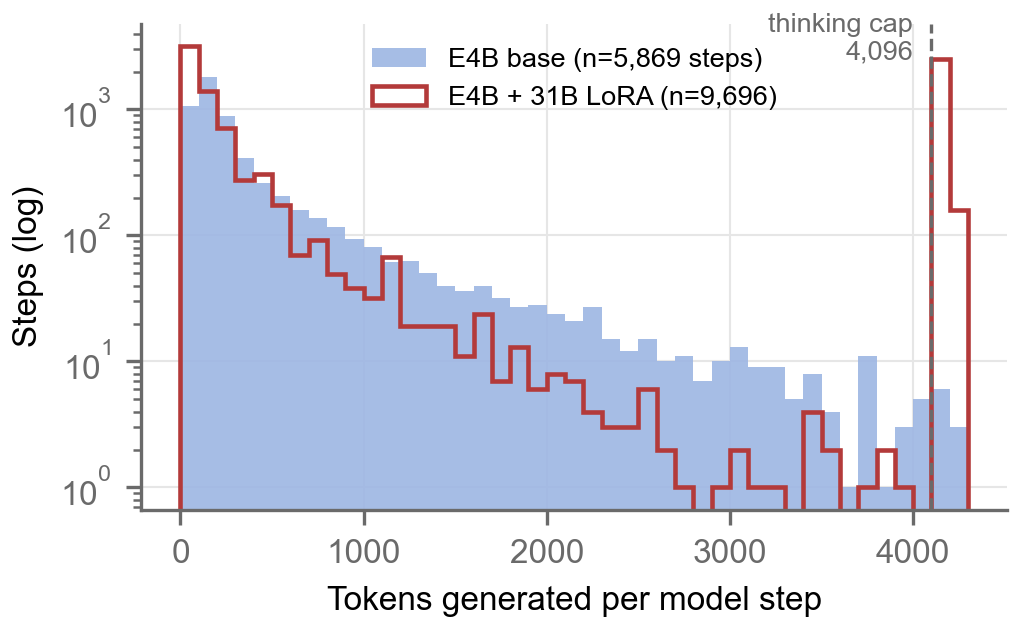 thinking cap
4,096
E4B base (n=5,869 steps)
E4B + 31B LoRA (n=9,696)
Steps (log)
10³
10²
10¹
10⁰
0 1000 2000 3000 4000
Tokens generated per model step